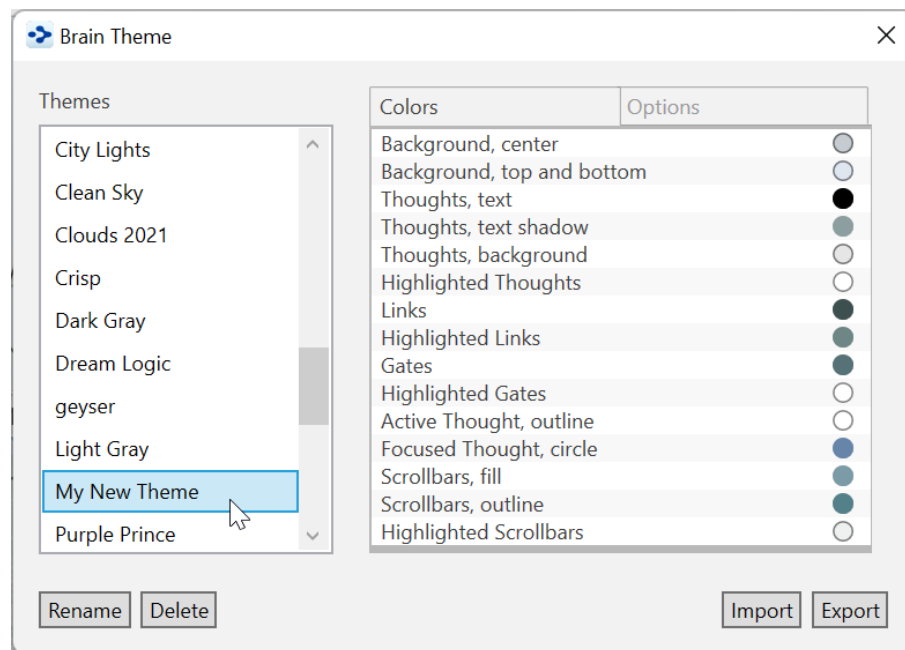 Brain Theme
Themes
City Lights
Clean Sky
Clouds 2021
Crisp
Dark Gray
Dream Logic
geyser
Light Gray
My New Theme
Purple Prince
Colors
Options
Background, center
Background, top and bottom
Thoughts, text
Thoughts, text shadow
Thoughts, background
Highlighted Thoughts
Links
Highlighted Links
Gates
Highlighted Gates
Active Thought, outline
Focused Thought, circle
Scrollbars, fill
Scrollbars, outline
Highlighted Scrollbars
Rename
Delete
Import
Export